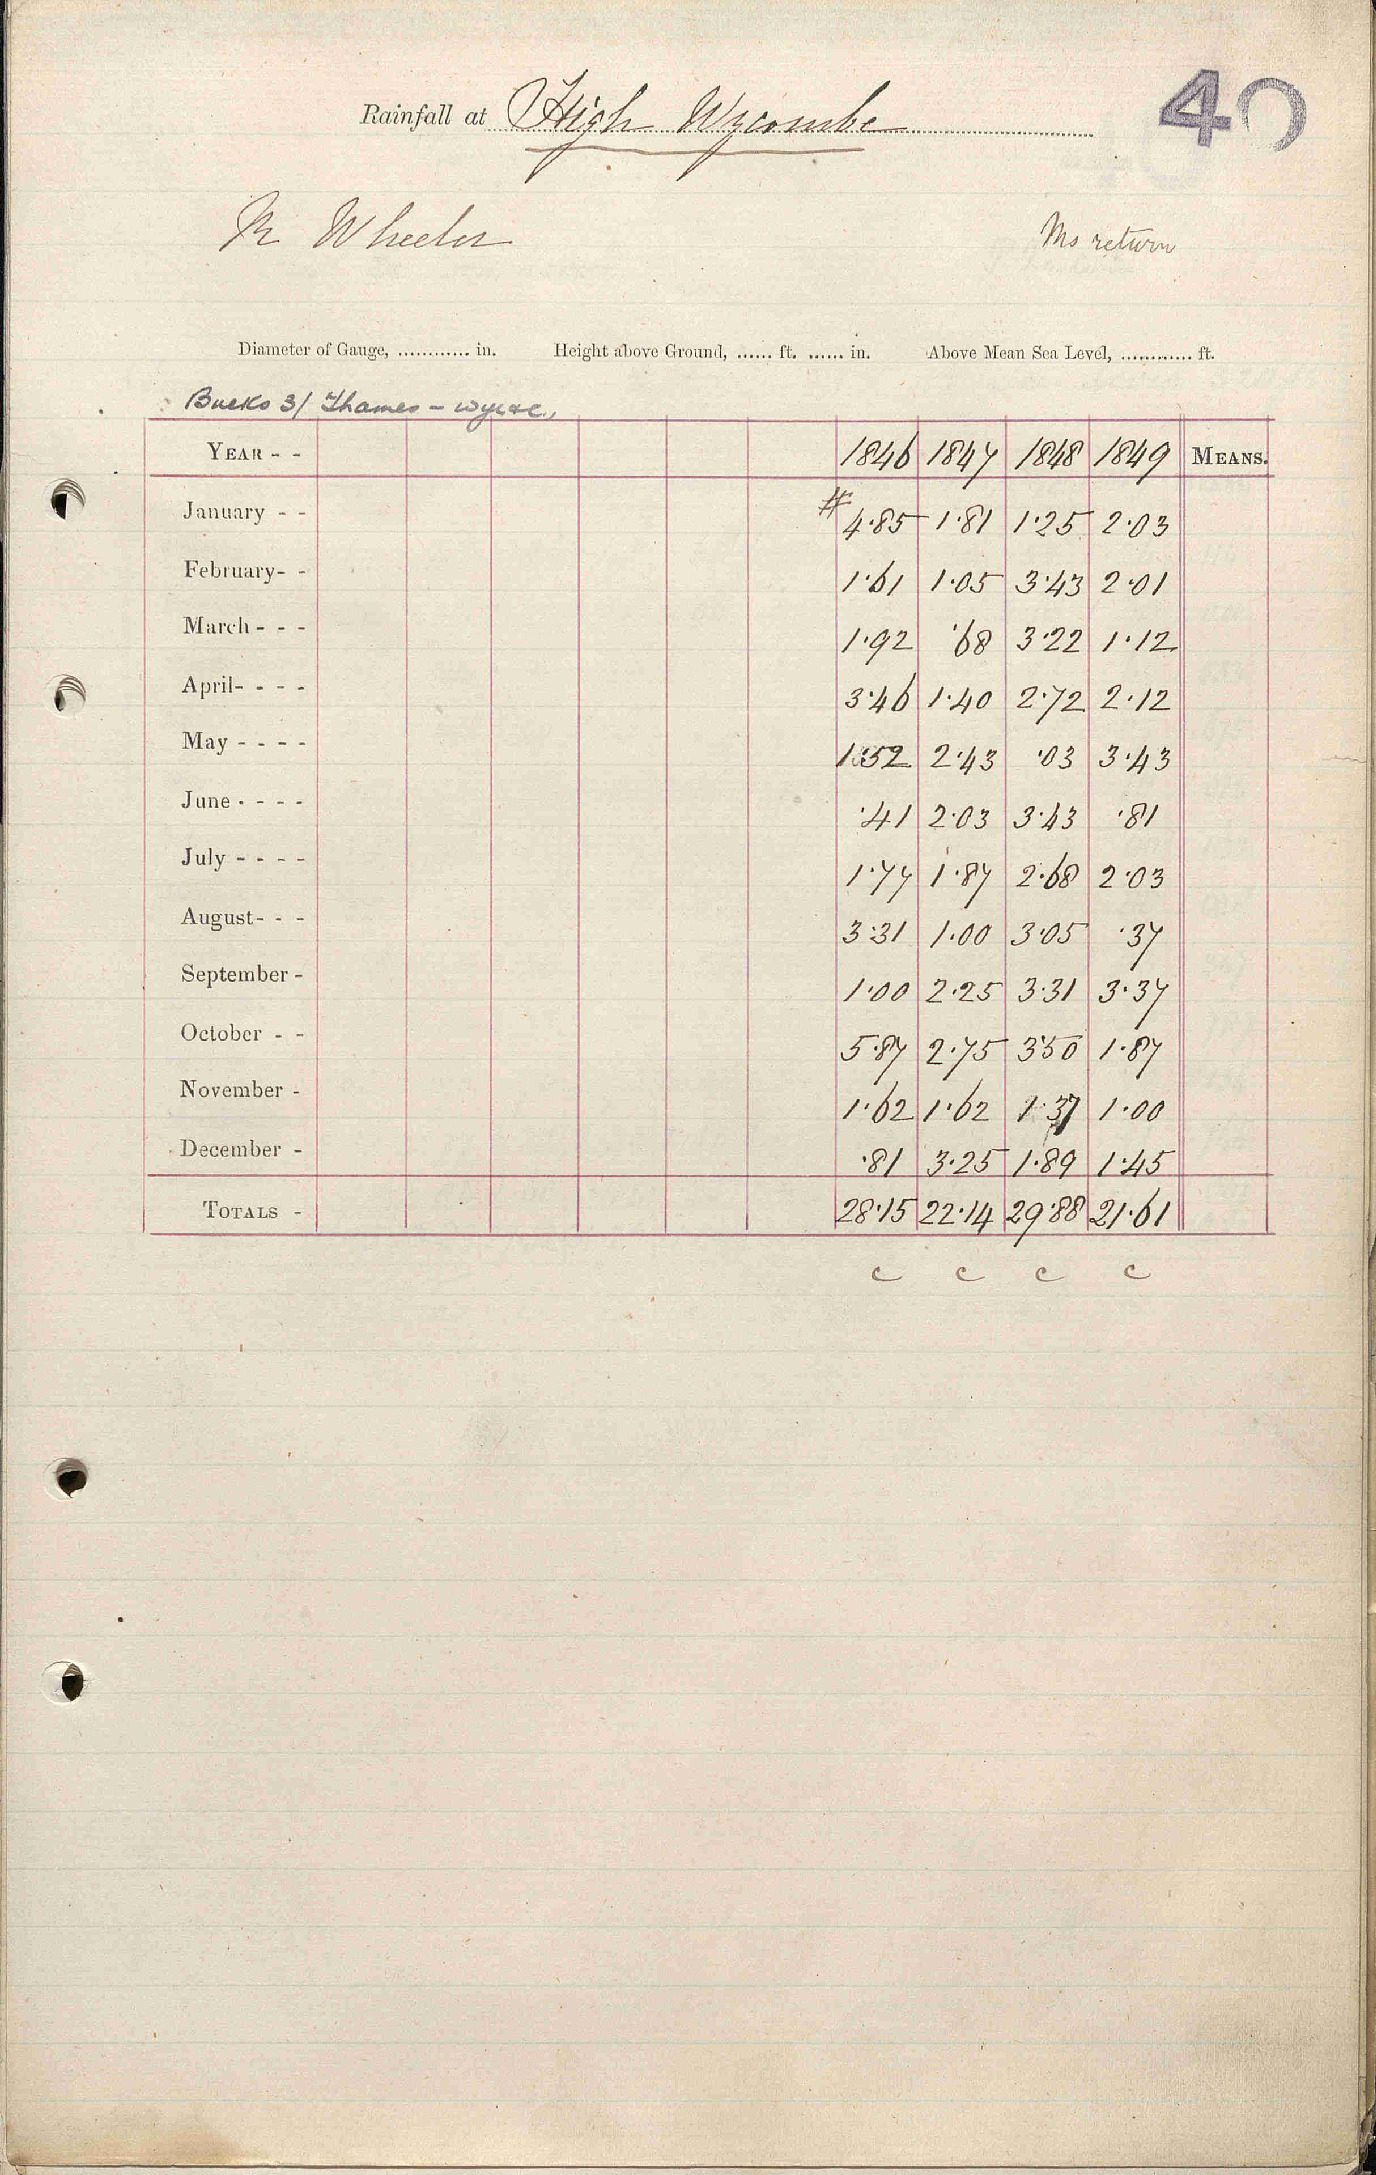 40
Rainfall at High Wycombe
Mr Wheeler
Ms return
Diameter of Gauge, ............ in. Height above Ground, ...... ft. ...... in. Above Mean Sea Level, ............ ft.
Bucks 3/ Thames - Wye &c.,
YEAR - - 1846 1847 1848 1849 MEANS.
January - - # 4·85 1·81 1·25 2·03
February- - 1·61 1·05 3·43 2·01
March - - - 1·92 ·68 3·22 1·12
April- - - - 3·46 1·40 2·72 2·12
May - - - - 1·52 2·43 ·03 3·43
June - - - - ·41 2·03 3·43 ·81
July - - - - 1·77 1·87 2·68 2·03
August- - - 3·31 1·00 3·05 ·37
September - 1·00 2·25 3·31 3·37
October - - 5·87 2·75 3·50 1·87
November - 1·62 1·62 1·37 1·00
December - ·81 3·25 1·89 1·45
TOTALS - 28·15 22·14 29·88 21·61
c c c c